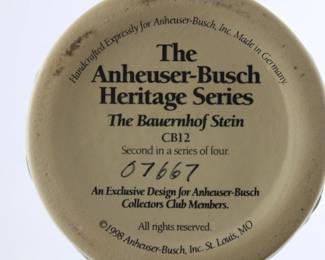 Handcrafted Expressly for Anheuser-Busch, Inc. Made in Germany.
The
Anheuser-Busch
Heritage Series
The Bauernhof Stein
CB12
Second in a series of four.
07667
An Exclusive Design for Anheuser-Busch
Collectors Club Members.
All rights reserved.
©1998 Anheuser-Busch, Inc. St. Louis, MO